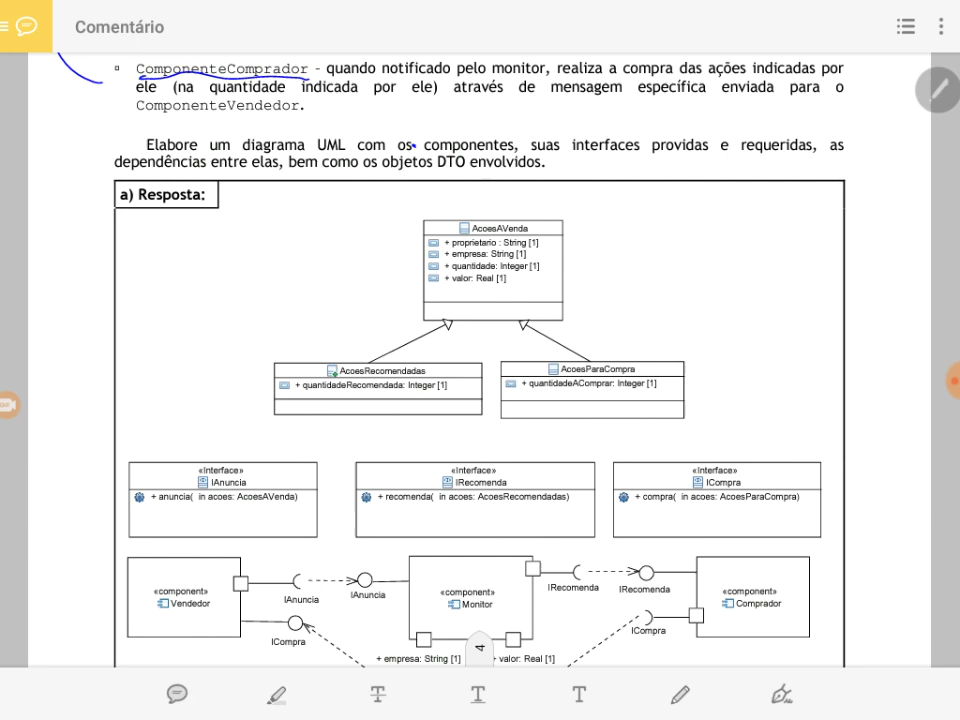 Comentário
ComponenteComprador - quando notificado pelo monitor, realiza a compra das ações indicadas por
ele (na quantidade indicada por ele) através de mensagem específica enviada para o
ComponenteVendedor.
Elabore um diagrama UML com os componentes, suas interfaces providas e requeridas, as
dependências entre elas, bem como os objetos DTO envolvidos.
a) Resposta:
AcoesAVenda
+ proprietario : String [1]
+ empresa: String [1]
+ quantidade: Integer [1]
+ valor: Real [1]
AcoesRecomendadas
+ quantidadeRecomendada: Integer [1]
AcoesParaCompra
+ quantidadeAComprar: Integer [1]
«Interface»
IAnuncia
+ anuncia( in acoes: AcoesAVenda)
«Interface»
IRecomenda
+ recomenda( in acoes: AcoesRecomendadas)
«Interface»
ICompra
+ compra( in acoes: AcoesParaCompra)
«component»
Vendedor
IAnuncia
IAnuncia
ICompra
«component»
Monitor
IRecomenda
IRecomenda
ICompra
«component»
Comprador
+ empresa: String [1]
4
+ valor: Real [1]